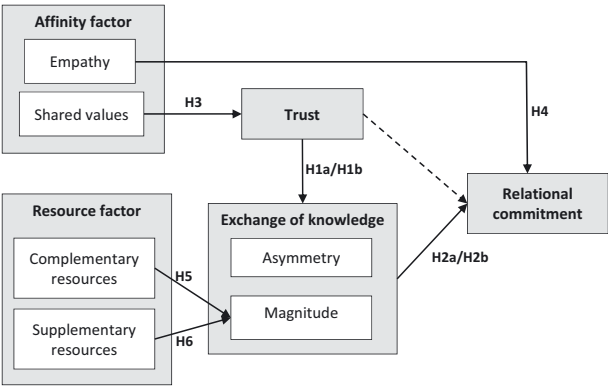 Affinity factor
Empathy
Shared values
H3
Trust
H4
H1a/H1b
Relational
commitment
Resource factor
Complementary
resources
Supplementary
resources
H5
H6
Exchange of knowledge
Asymmetry
Magnitude
H2a/H2b